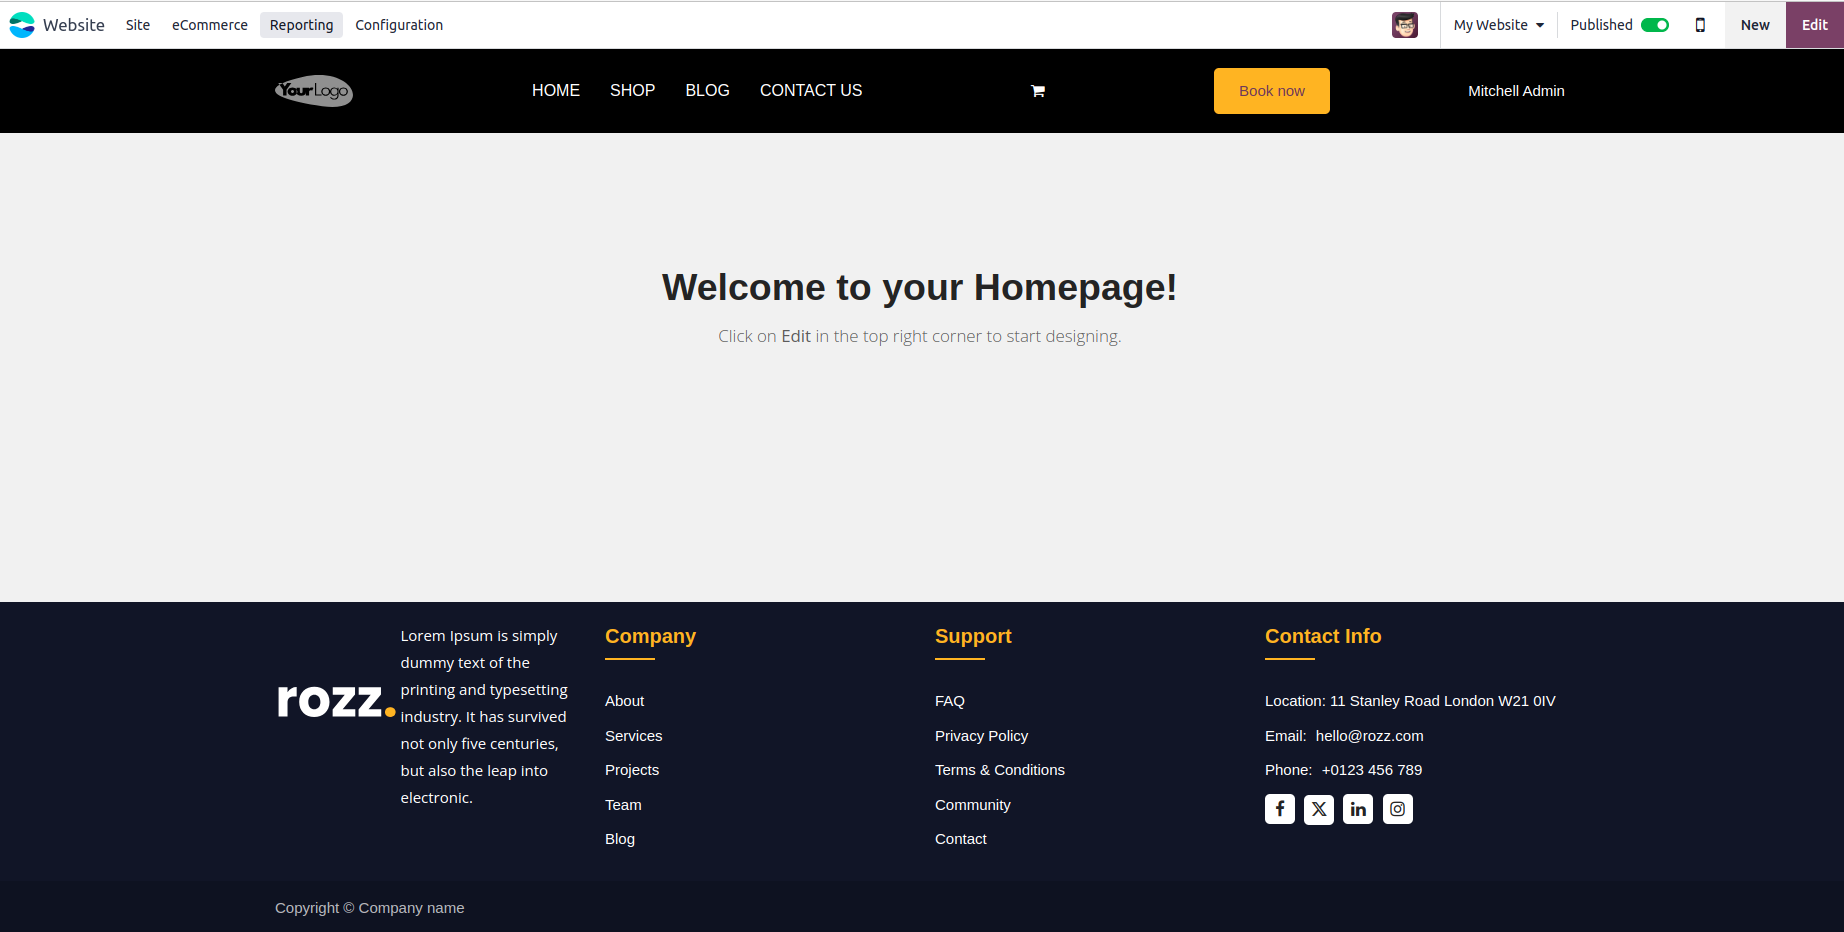 Website Site eCommerce Reporting Configuration My Website Published New Edit
YourLogo HOME SHOP BLOG CONTACT US Book now Mitchell Admin
Welcome to your Homepage!
Click on Edit in the top right corner to start designing.
rozz.
Lorem Ipsum is simply
dummy text of the
printing and typesetting
industry. It has survived
not only five centuries,
but also the leap into
electronic.
Company
About
Services
Projects
Team
Blog
Support
FAQ
Privacy Policy
Terms & Conditions
Community
Contact
Contact Info
Location: 11 Stanley Road London W21 0IV
Email: hello@rozz.com
Phone: +0123 456 789
Copyright © Company name